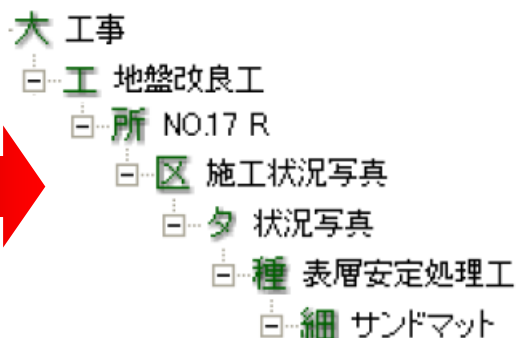 大 工事
工 地盤改良工
所 NO.17 R
区 施工状況写真
タ 状況写真
種 表層安定処理工
細 サンドマット